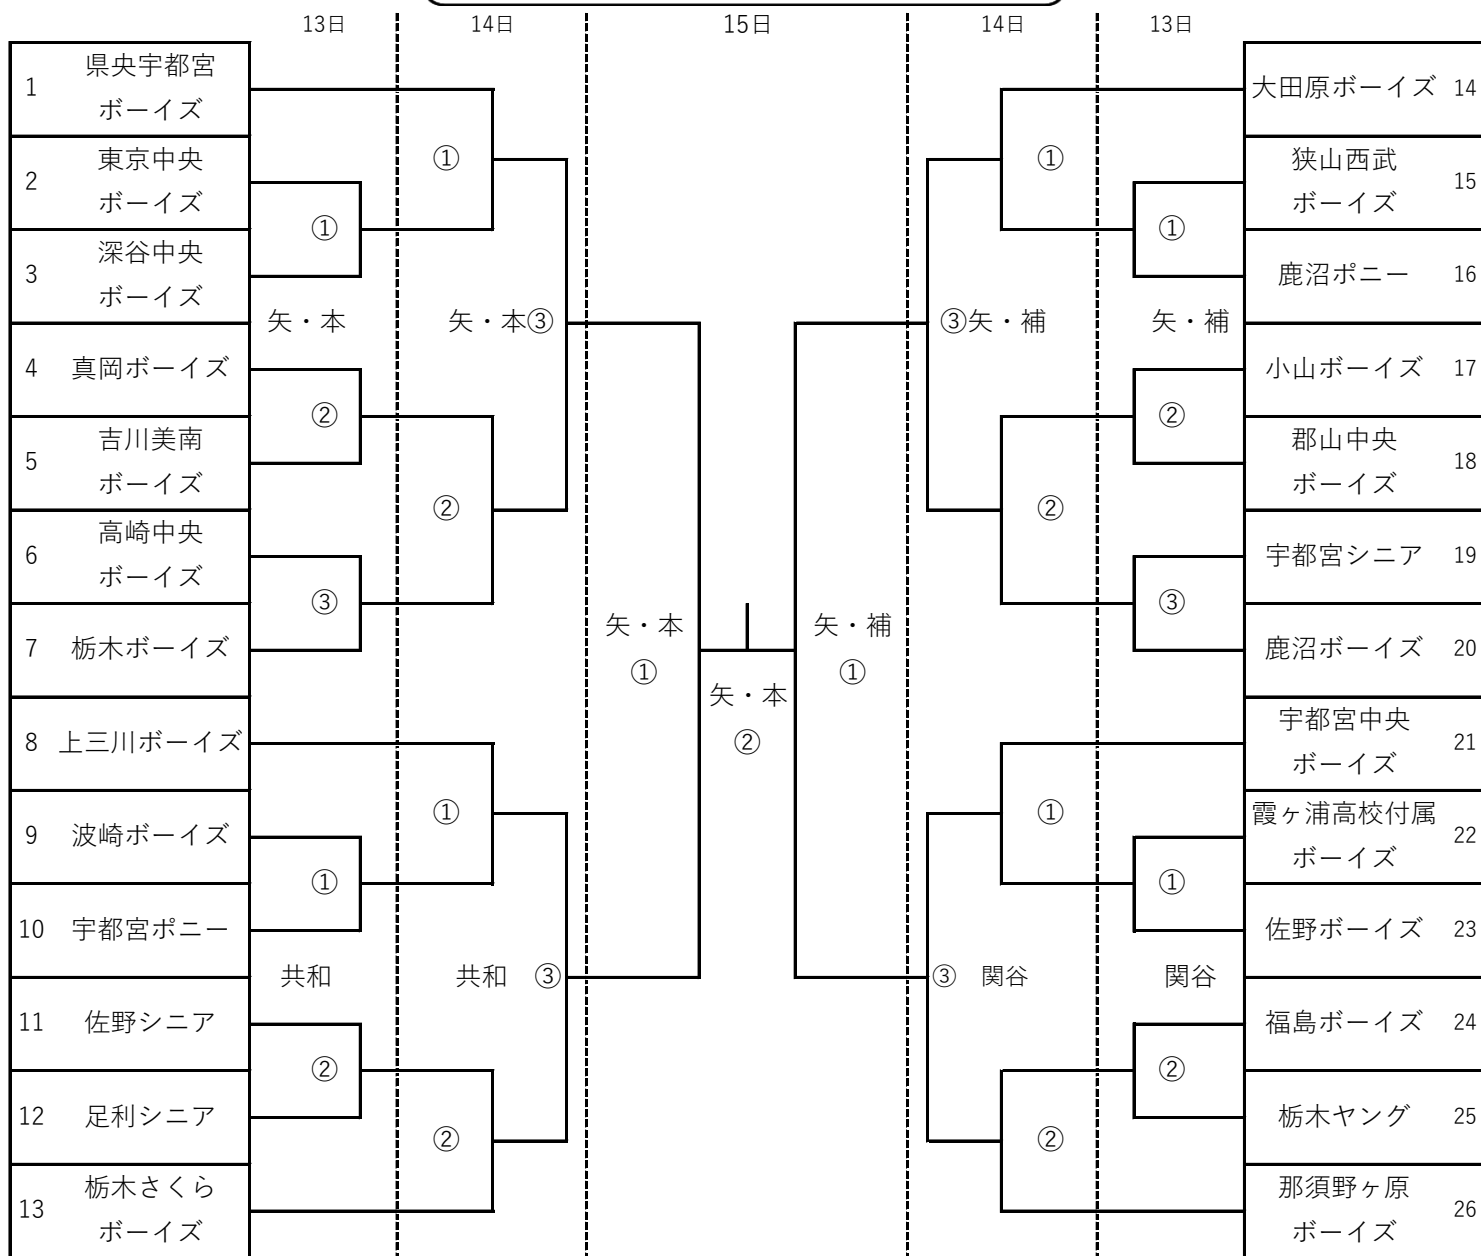 13日 14日 15日 14日 13日
1 県央宇都宮
ボーイズ
2 東京中央
ボーイズ
3 深谷中央
ボーイズ
4 真岡ボーイズ
5 吉川美南
ボーイズ
6 高崎中央
ボーイズ
7 栃木ボーイズ
8 上三川ボーイズ
9 波崎ボーイズ
10 宇都宮ポニー
11 佐野シニア
12 足利シニア
13 栃木さくら
ボーイズ
①
②
③
矢・本
①
②
共和
①
②
矢・本③
①
②
共和 ③
矢・本
①
矢・本
②
矢・補
①
①
②
③矢・補
①
②
③ 関谷
①
矢・補
②
③
①
関谷
②
大田原ボーイズ 14
狭山西武
ボーイズ 15
鹿沼ポニー 16
小山ボーイズ 17
郡山中央
ボーイズ 18
宇都宮シニア 19
鹿沼ボーイズ 20
宇都宮中央
ボーイズ 21
霞ヶ浦高校付属
ボーイズ 22
佐野ボーイズ 23
福島ボーイズ 24
栃木ヤング 25
那須野ヶ原
ボーイズ 26